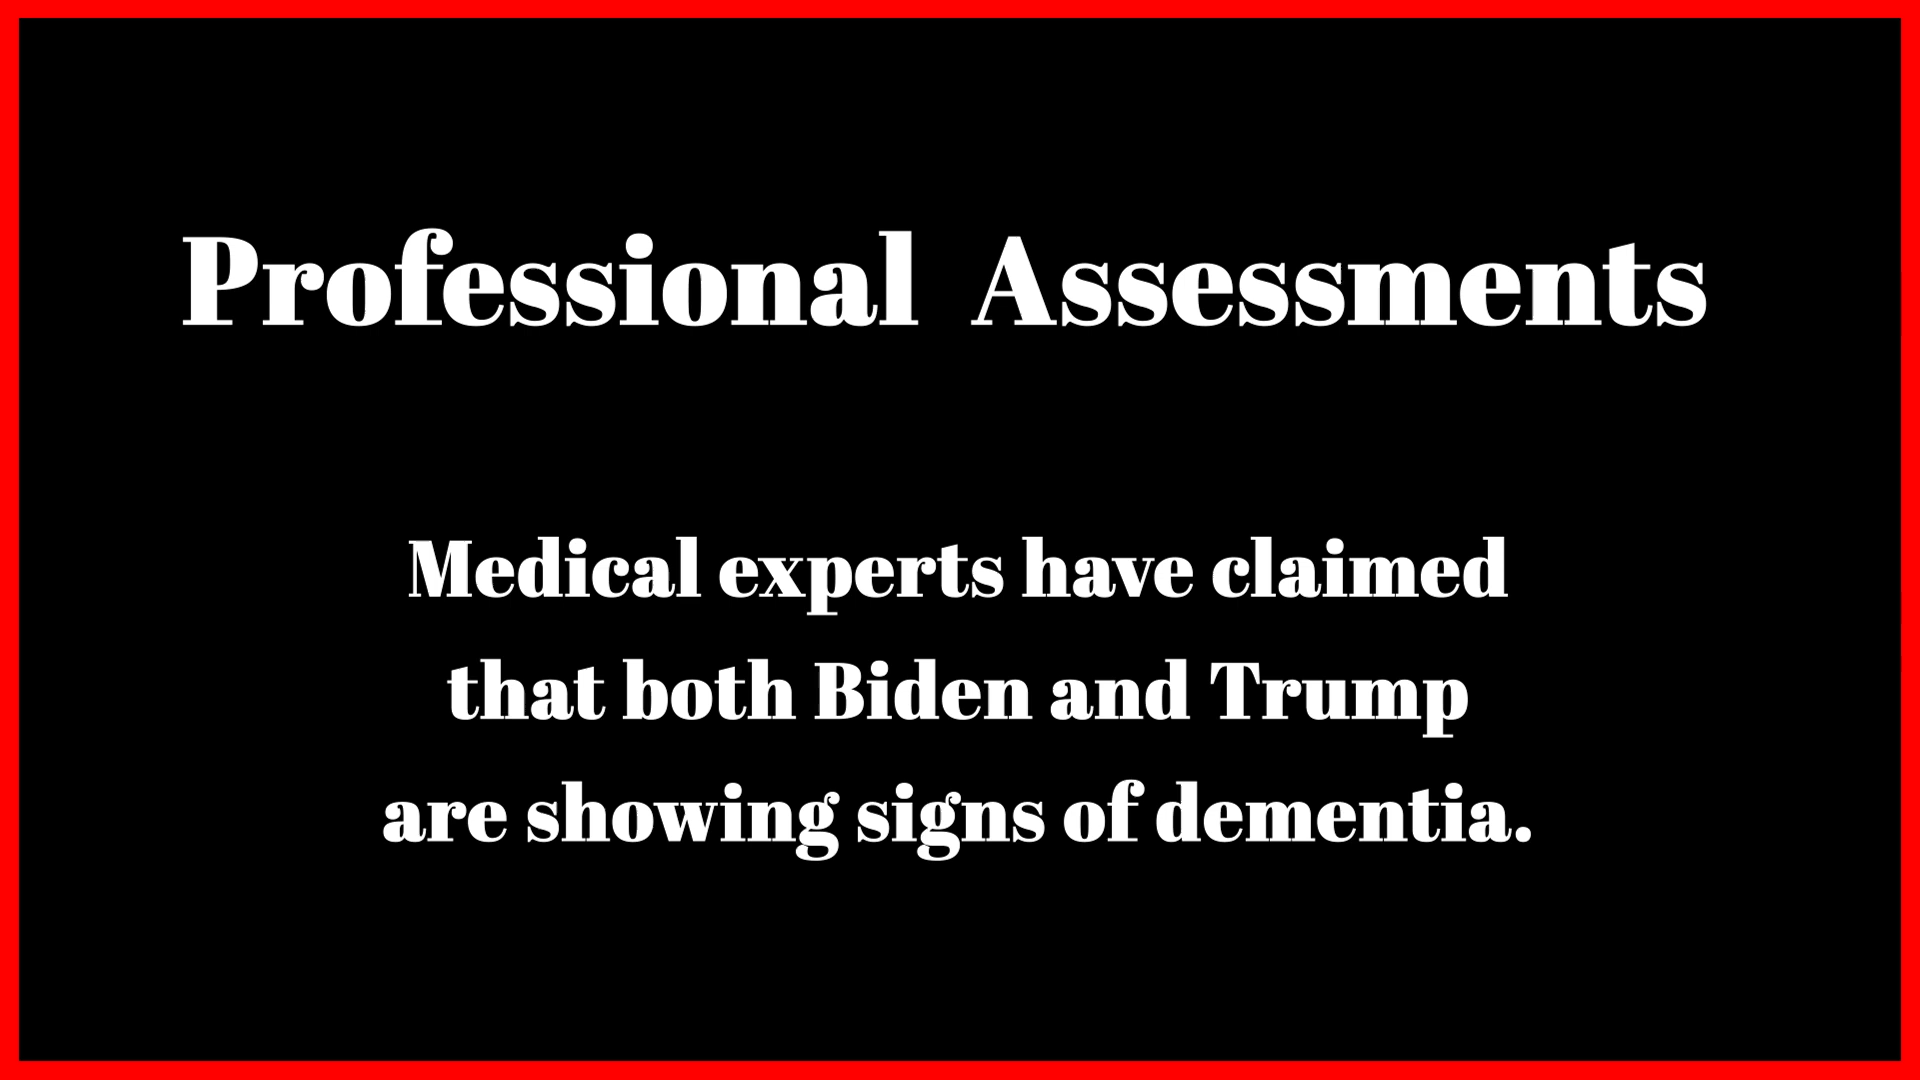 Professional Assessments
Medical experts have claimed
that both Biden and Trump
are showing signs of dementia.